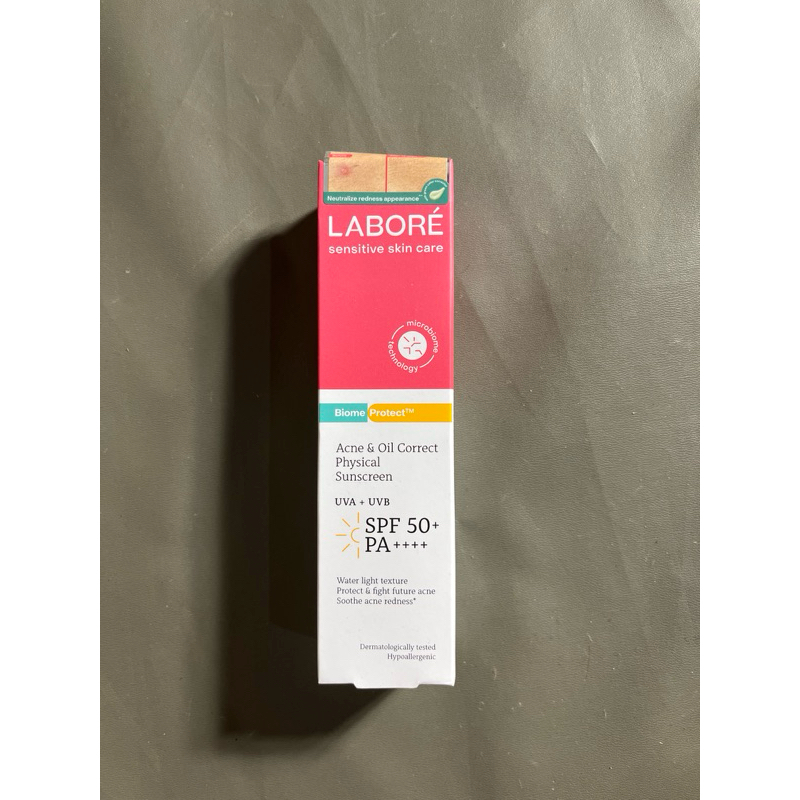 Neutralize redness appearance
LABORÉ
sensitive skin care
microbiome
technology
Biome Protect™
Acne & Oil Correct
Physical
Sunscreen
UVA + UVB
SPF 50+
PA++++
Water light texture
Protect & fight future acne
Soothe acne redness*
Dermatologically tested
Hypoallergenic